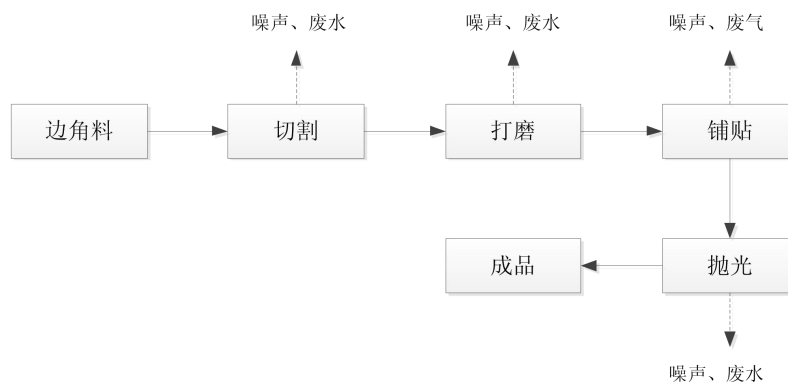 噪声、废水
噪声、废水
噪声、废气
边角料
切割
打磨
铺贴
成品
抛光
噪声、废水